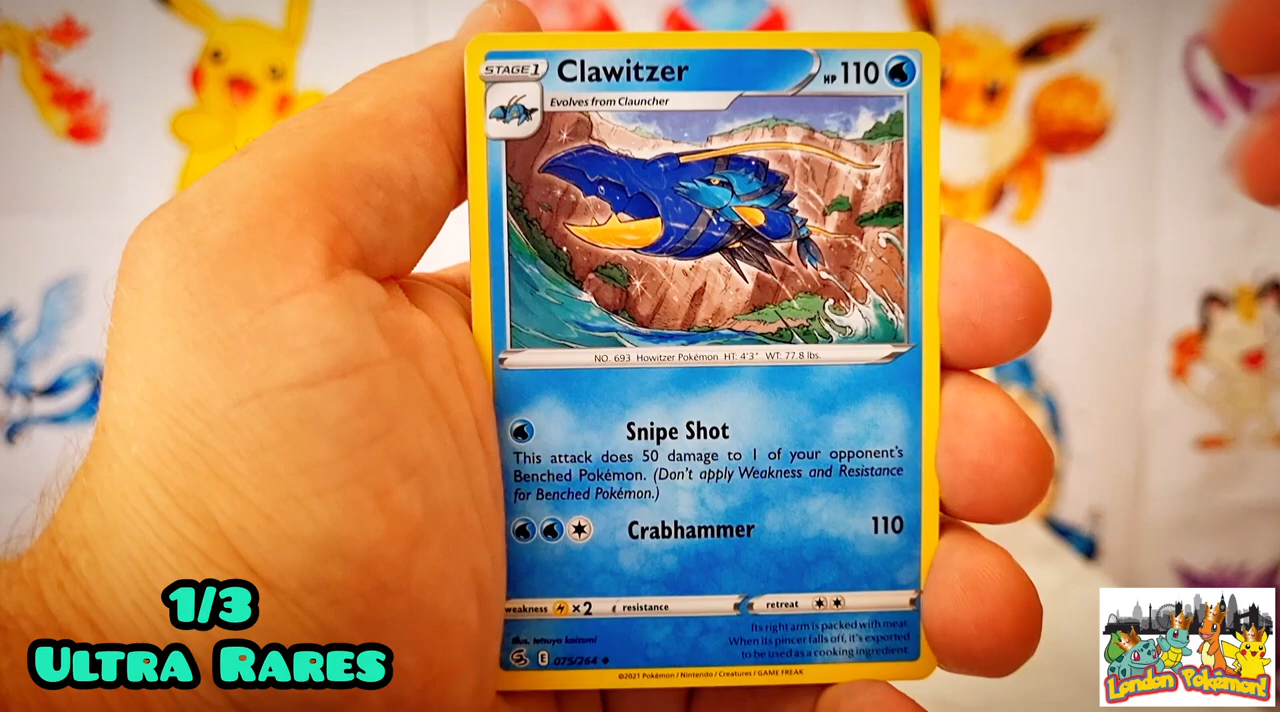 STAGE1
Clawitzer
HP 110
Evolves from Clauncher
NO. 693 Howitzer Pokémon HT: 4'3" WT: 77.8 lbs.
Snipe Shot
This attack does 50 damage to 1 of your opponent's
Benched Pokémon. (Don't apply Weakness and Resistance
for Benched Pokémon.)
Crabhammer 110
weakness ×2 resistance retreat
Illus. tetsuya koizumi
Its right arm is packed with meat.
When its pincer falls off, it's exported
to be used as a cooking ingredient.
E 075/264
©2021 Pokémon / Nintendo / Creatures / GAME FREAK
1/3
ULTRA RARES
London Pokémon!